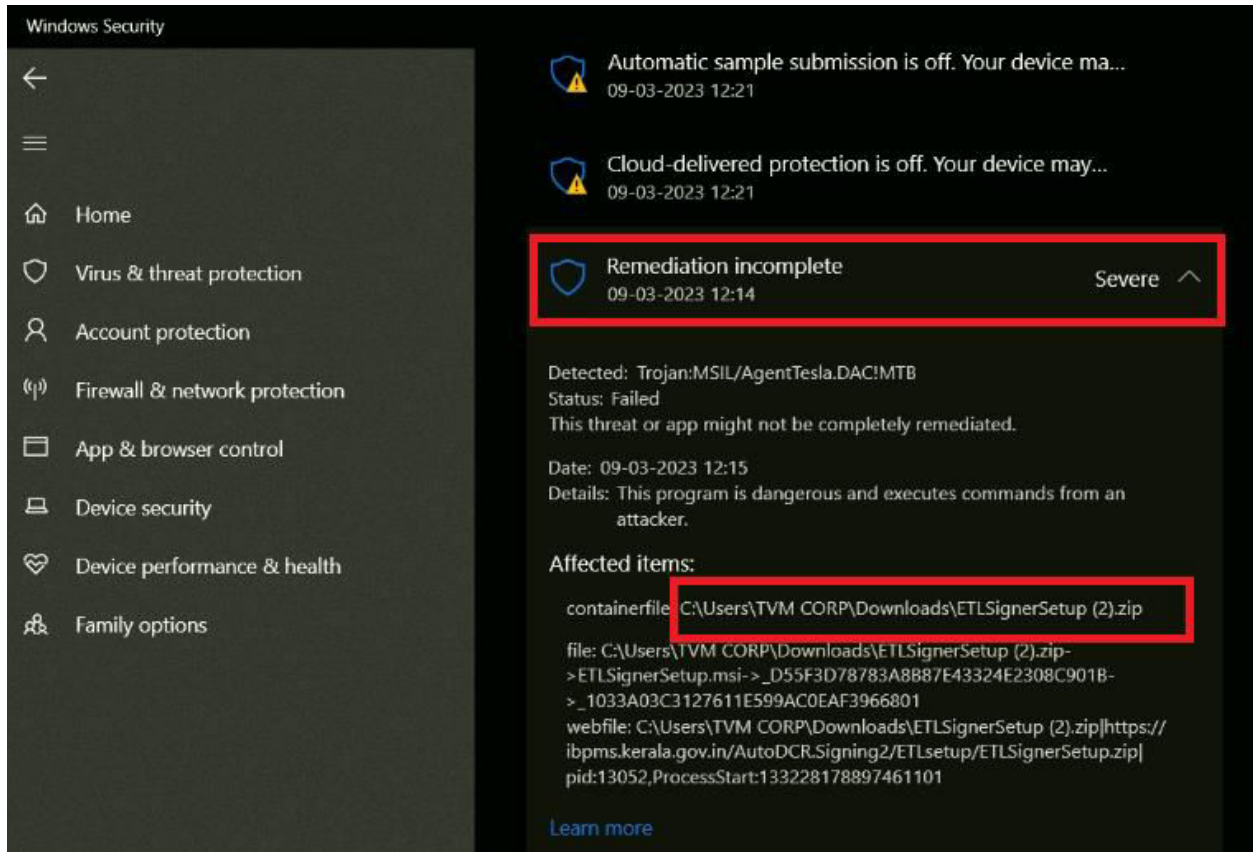 Windows Security
Home
Virus & threat protection
Account protection
Firewall & network protection
App & browser control
Device security
Device performance & health
Family options
Automatic sample submission is off. Your device ma...
09-03-2023 12:21
Cloud-delivered protection is off. Your device may...
09-03-2023 12:21
Remediation incomplete
09-03-2023 12:14
Severe
Detected: Trojan:MSIL/AgentTesla.DAC!MTB
Status: Failed
This threat or app might not be completely remediated.
Date: 09-03-2023 12:15
Details: This program is dangerous and executes commands from an
attacker.
Affected items:
containerfile: C:\Users\TVM CORP\Downloads\ETLSignerSetup (2).zip
file: C:\Users\TVM CORP\Downloads\ETLSignerSetup (2).zip-
>ETLSignerSetup.msi->_D55F3D78783A8B87E43324E2308C901B-
>_1033A03C3127611E599AC0EAF3966801
webfile: C:\Users\TVM CORP\Downloads\ETLSignerSetup (2).zip|https://
ibpms.kerala.gov.in/AutoDCR.Signing2/ETLsetup/ETLSignerSetup.zip|
pid:13052,ProcessStart:133228178897461101
Learn more